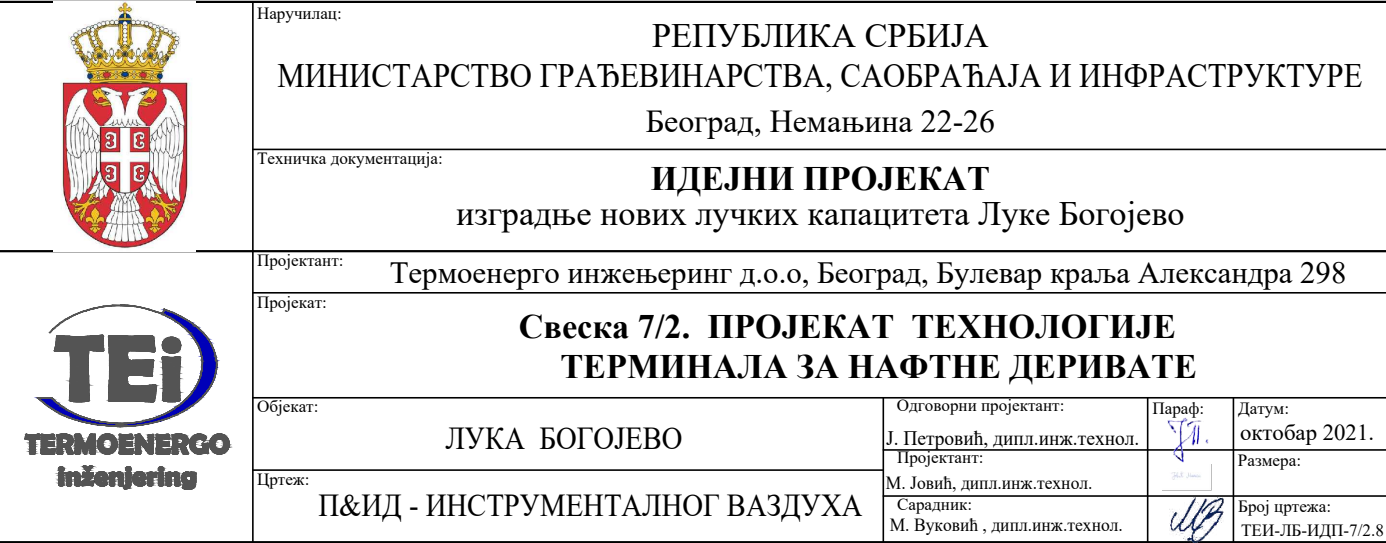 Наручилац:
РЕПУБЛИКА СРБИЈА
МИНИСТАРСТВО ГРАЂЕВИНАРСТВА, САОБРАЋАЈА И ИНФРАСТРУКТУРЕ
Београд, Немањина 22-26
Техничка документација:
ИДЕЈНИ ПРОЈЕКАТ
изградње нових лучких капацитета Луке Богојево
Пројектант:
Термоенерго инжењеринг д.о.о, Београд, Булевар краља Александра 298
Пројекат:
Свеска 7/2. ПРОЈЕКАТ ТЕХНОЛОГИЈЕ
ТЕРМИНАЛА ЗА НАФТНЕ ДЕРИВАТЕ
TEi
TERMOENERGO
inženjering
Објекат:
ЛУКА БОГОЈЕВО
Цртеж:
П&ИД - ИНСТРУМЕНТАЛНОГ ВАЗДУХА
Одговорни пројектант:
Ј. Петровић, дипл.инж.технол.
Пројектант:
М. Јовић, дипл.инж.технол.
Сарадник:
М. Вуковић , дипл.инж.технол.
Параф:
Датум:
октобар 2021.
Размера:
Број цртежа:
ТЕИ-ЛБ-ИДП-7/2.8